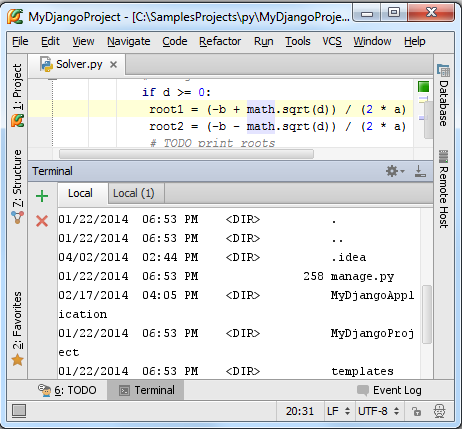 MyDjangoProject - [C:\SamplesProjects\py\MyDjangoProje...
File Edit View Navigate Code Refactor Run Tools VCS Window Help
Solver.py
if d >= 0:
root1 = (-b + math.sqrt(d)) / (2 * a)
root2 = (-b - math.sqrt(d)) / (2 * a)
# TODO print roots
1: Project
Z: Structure
2: Favorites
Database
Remote Host
Terminal
Local Local (1)
01/22/2014 06:53 PM <DIR> .
01/22/2014 06:53 PM <DIR> ..
04/02/2014 02:44 PM <DIR> .idea
01/22/2014 06:53 PM 258 manage.py
02/17/2014 04:05 PM <DIR> MyDjangoAppl
ication
01/22/2014 06:53 PM <DIR> MyDjangoProj
ect
01/22/2014 06:53 PM <DIR> templates
6: TODO Terminal Event Log
20:31 LF UTF-8